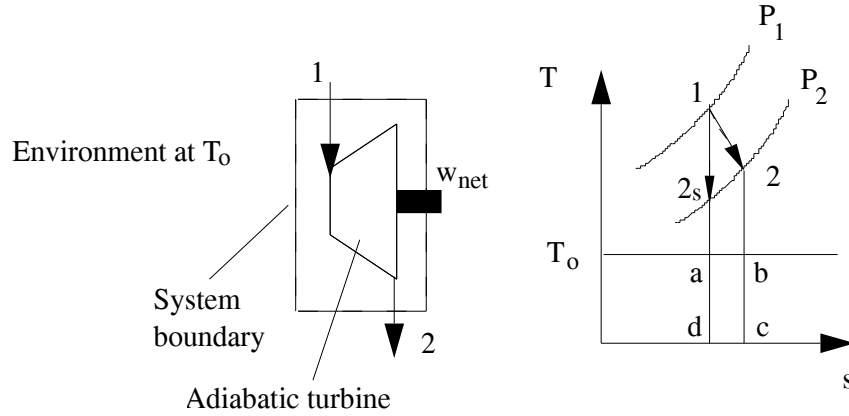 1
Environment at To
wnet
System
boundary
2
Adiabatic turbine
P1
T
P2
1
2s
2
To
a
b
d
c
s